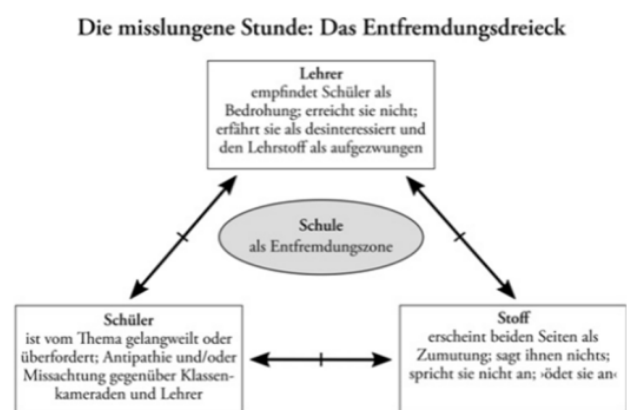 Die misslungene Stunde: Das Entfremdungsdreieck
Lehrer
empfindet Schüler als
Bedrohung; erreicht sie nicht;
erfährt sie als desinteressiert und
den Lehrstoff als aufgezwungen
Schule
als Entfremdungszone
Schüler
ist vom Thema gelangweilt oder
überfordert; Antipathie und/oder
Missachtung gegenüber Klassen-
kameraden und Lehrer
Stoff
erscheint beiden Seiten als
Zumutung; sagt ihnen nichts;
spricht sie nicht an; ›ödet sie an‹